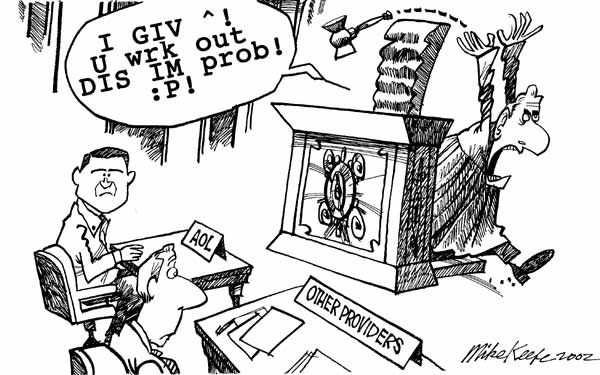 I GIV ^!
U wrk out
DIS IM prob!
:P!
AOL
OTHER PROVIDERS
Mike Keefe 2002